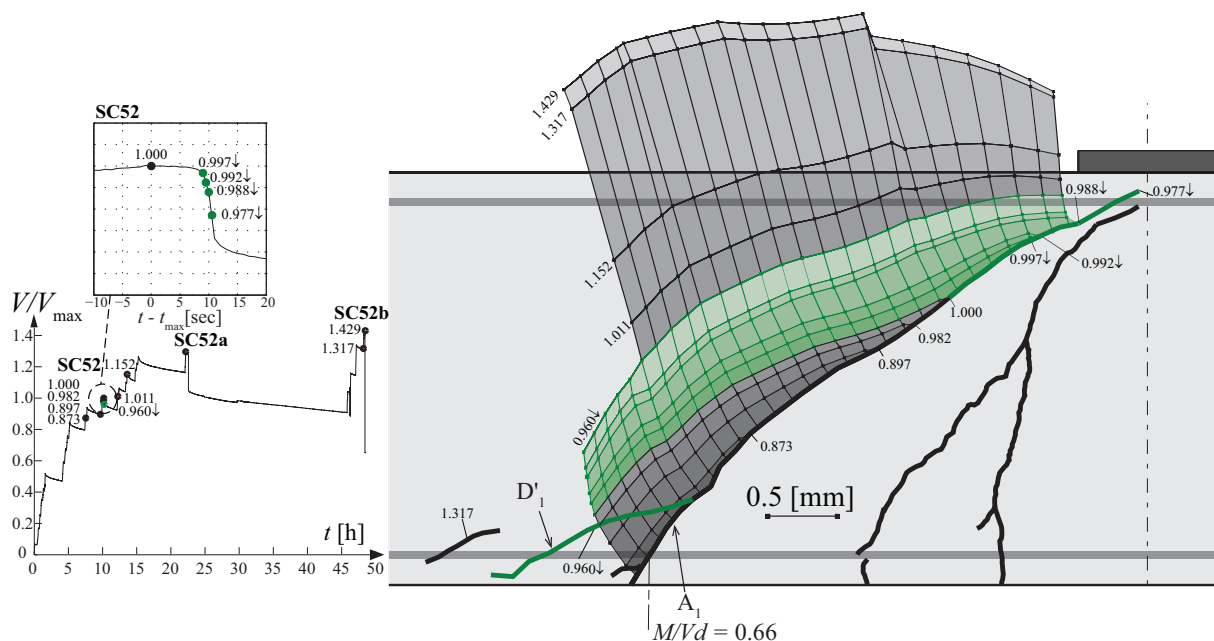 SC52
1.000
0.997↓
0.992↓
0.988↓
0.977↓
−10 −5 0 5 10 15 20
t - tmax[sec]
V/Vmax
1.4
1.2
1.0
0.8
0.6
0.4
0.2
0
SC52b
1.429
1.317
SC52a
SC52
1.152
1.000
0.982
0.897
0.873
1.011
0.960↓
t [h]
0 5 10 15 20 25 30 35 40 45 50
1.429
1.317
1.152
1.011
0.960↓
0.988↓
0.977↓
0.997↓
0.992↓
1.000
0.982
0.897
0.873
0.5 [mm]
D'1
1.317
0.960↓
A1
M/Vd = 0.66